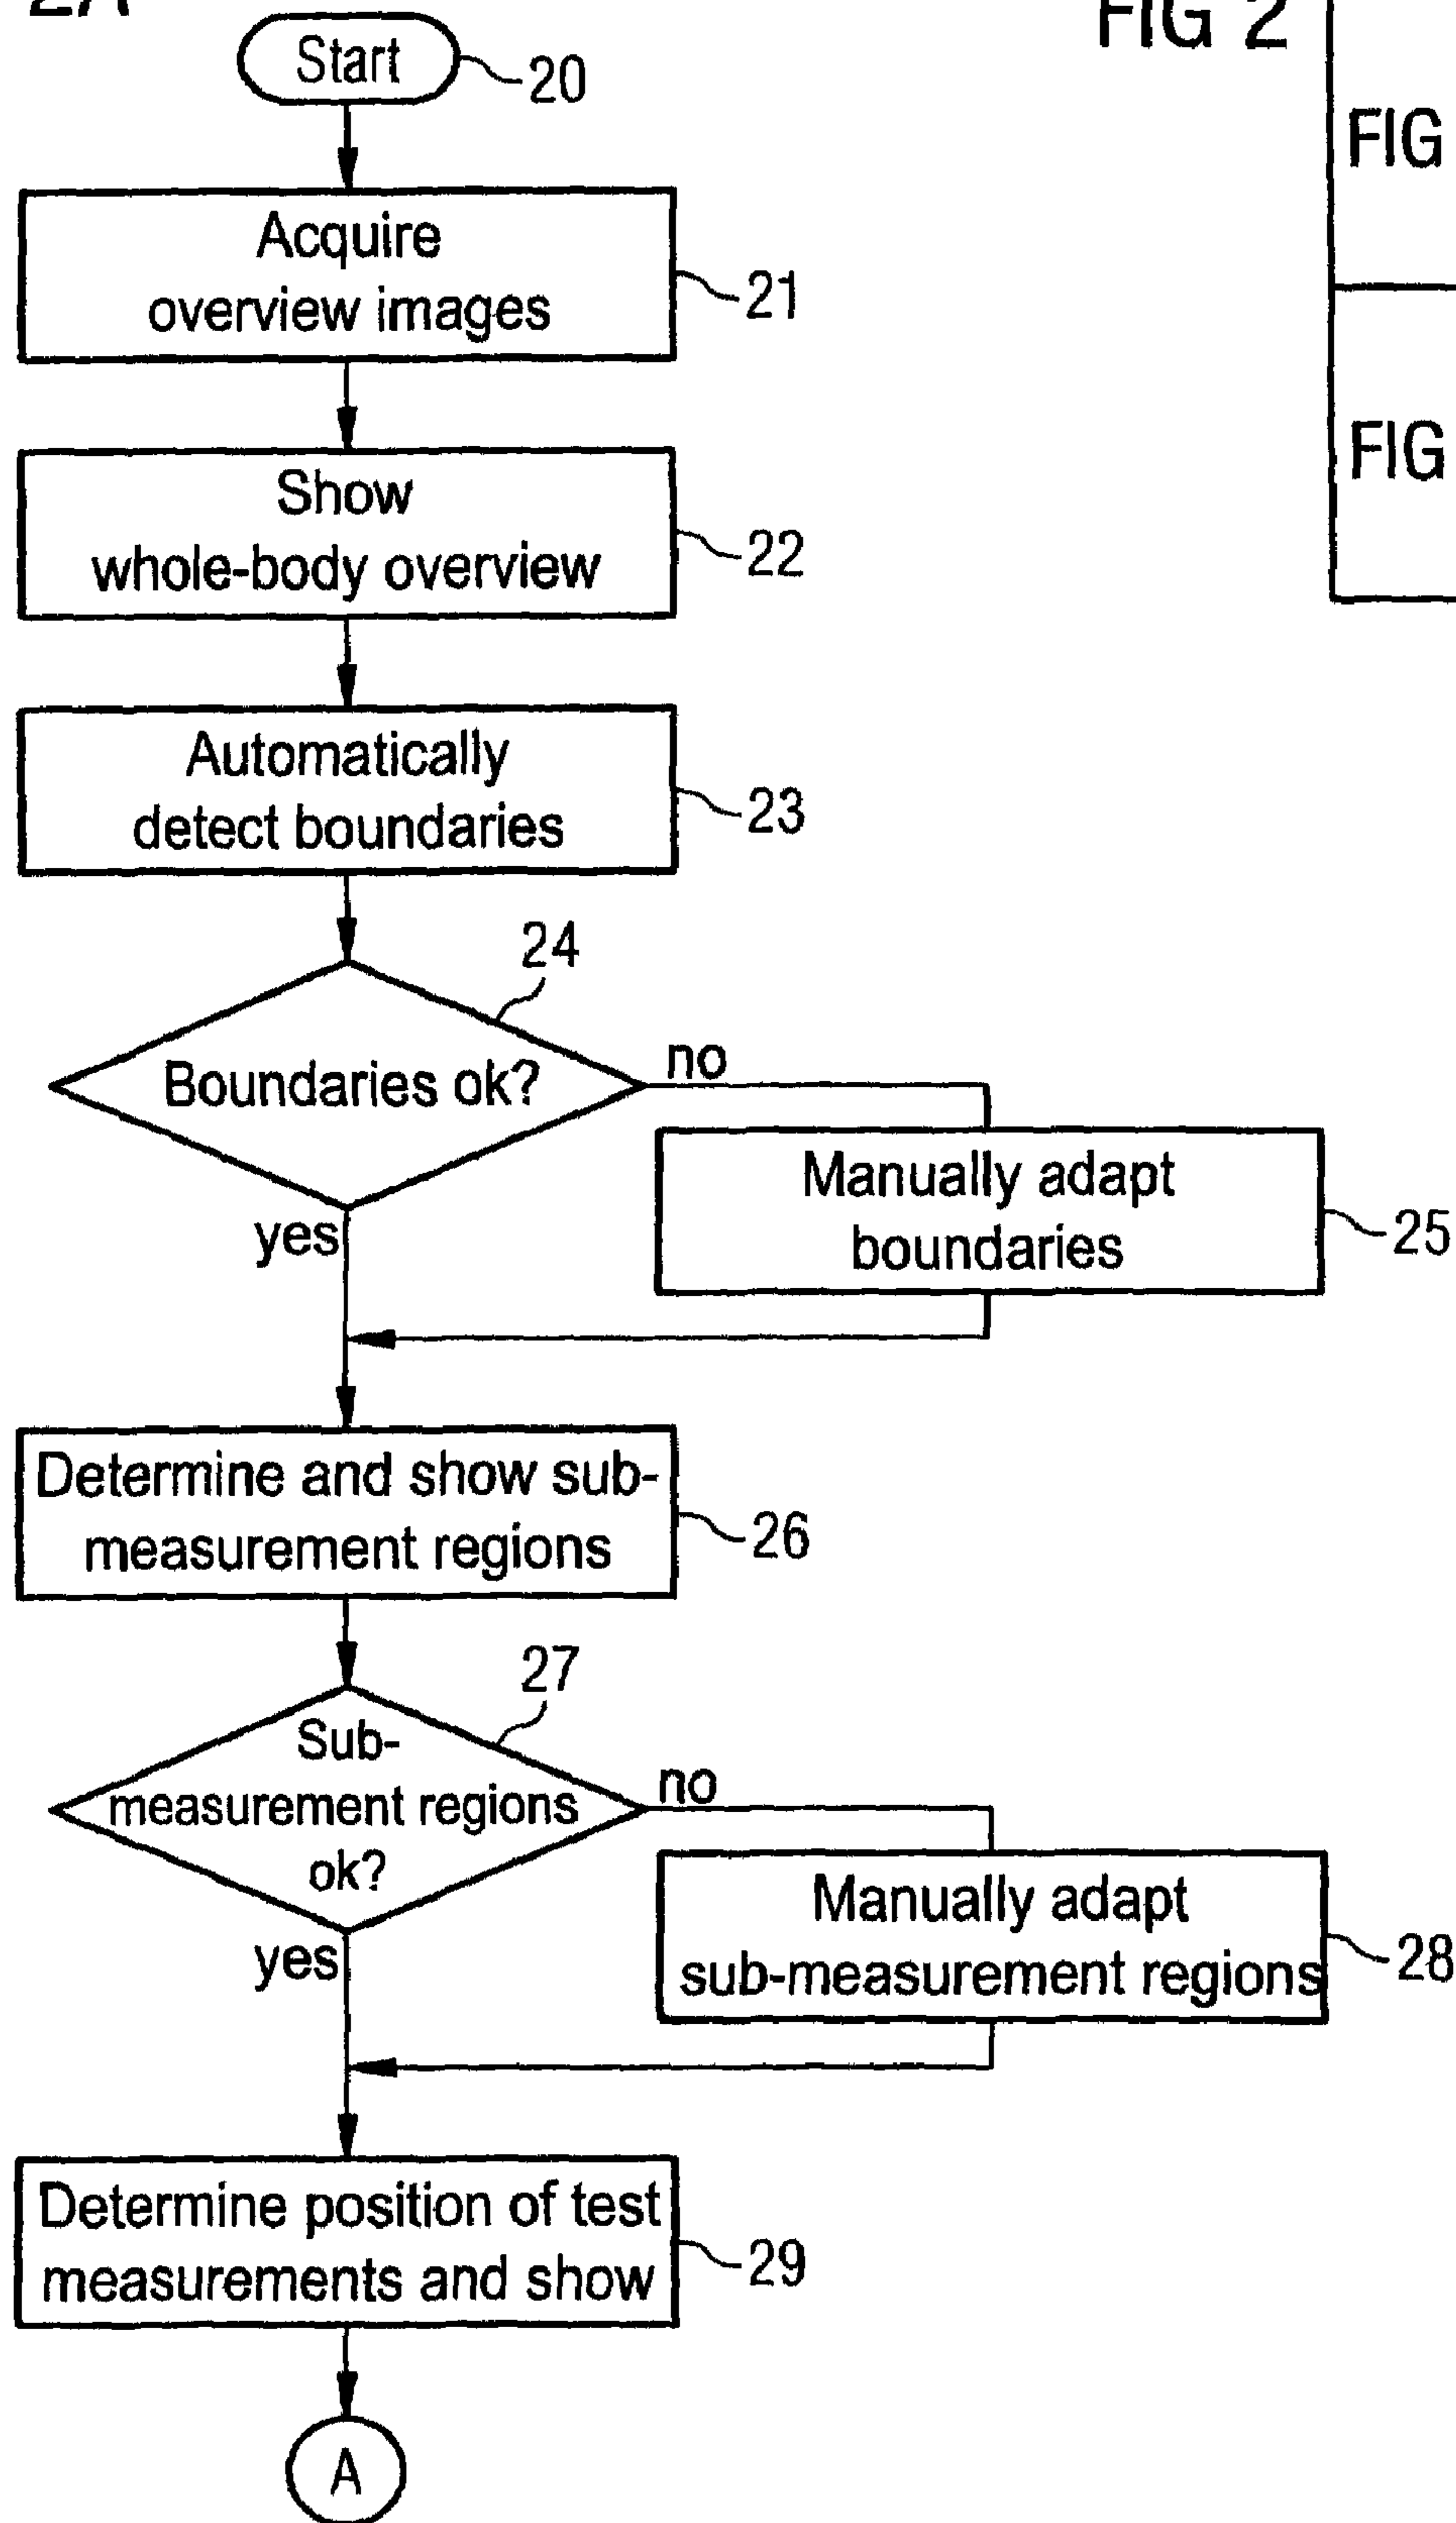 2A
FIG 2
FIG
FIG
Start
20
Acquire
overview images
21
Show
whole-body overview
22
Automatically
detect boundaries
23
24
Boundaries ok?
no
yes
Manually adapt
boundaries
25
Determine and show sub-
measurement regions
26
27
Sub-
measurement regions
ok?
no
yes
Manually adapt
sub-measurement regions
28
Determine position of test
measurements and show
29
A